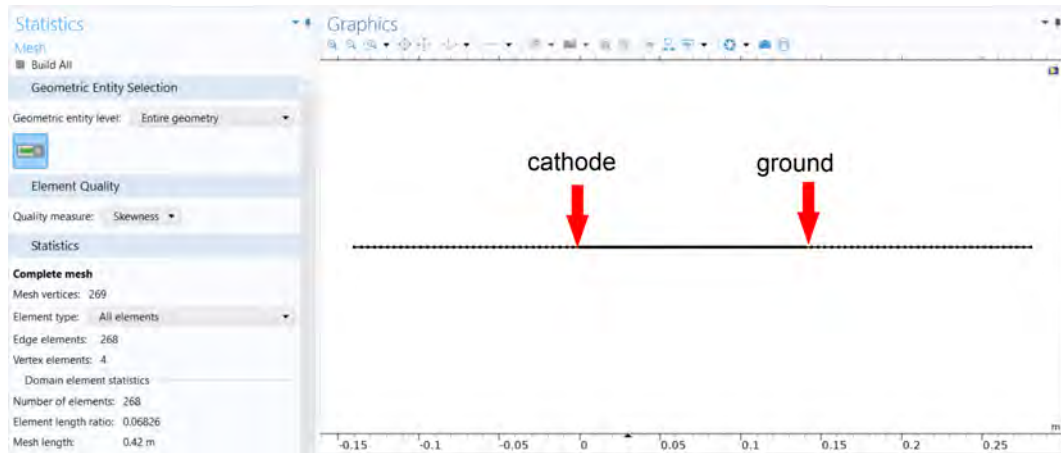 Statistics
Mesh
Build All
Geometric Entity Selection
Geometric entity level: Entire geometry
Element Quality
Quality measure: Skewness
Statistics
Complete mesh
Mesh vertices: 269
Element type: All elements
Edge elements: 268
Vertex elements: 4
Domain element statistics
Number of elements: 268
Element length ratio: 0.06826
Mesh length: 0.42 m
Graphics
cathode ground
m
-0.15 -0.1 -0.05 0 0.05 0.1 0.15 0.2 0.25